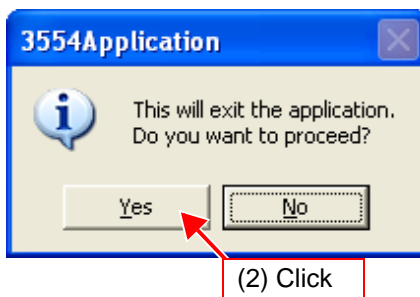 3554Application
This will exit the application.
Do you want to proceed?
Yes
No
(2) Click